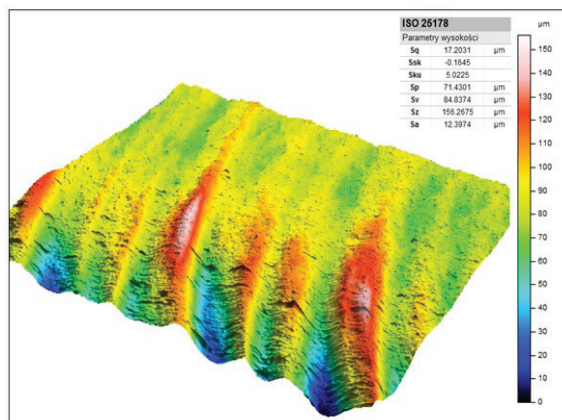 ISO 25178
Parametry wysokości
Sq 17.2031 µm
Ssk -0.1645
Sku 5.0225
Sp 71.4301 µm
Sv 84.8374 µm
Sz 156.2675 µm
Sa 12.3974 µm
µm
150
140
130
120
110
100
90
80
70
60
50
40
30
20
10
0